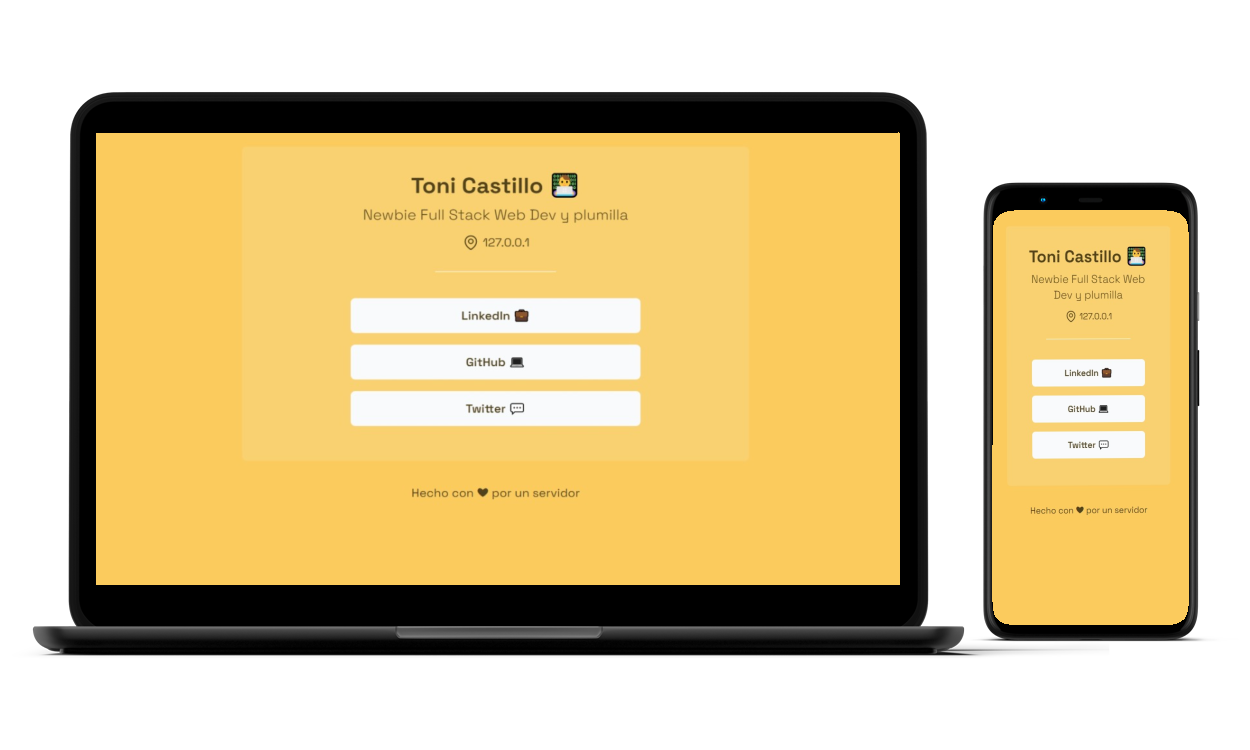 Toni Castillo 👨‍💻
Newbie Full Stack Web Dev y plumilla
127.0.0.1
LinkedIn 💼
GitHub 💻
Twitter 💬
Hecho con ♥ por un servidor
Toni Castillo 👨‍💻
Newbie Full Stack Web
Dev y plumilla
127.0.0.1
LinkedIn 💼
GitHub 💻
Twitter 💬
Hecho con ♥ por un servidor